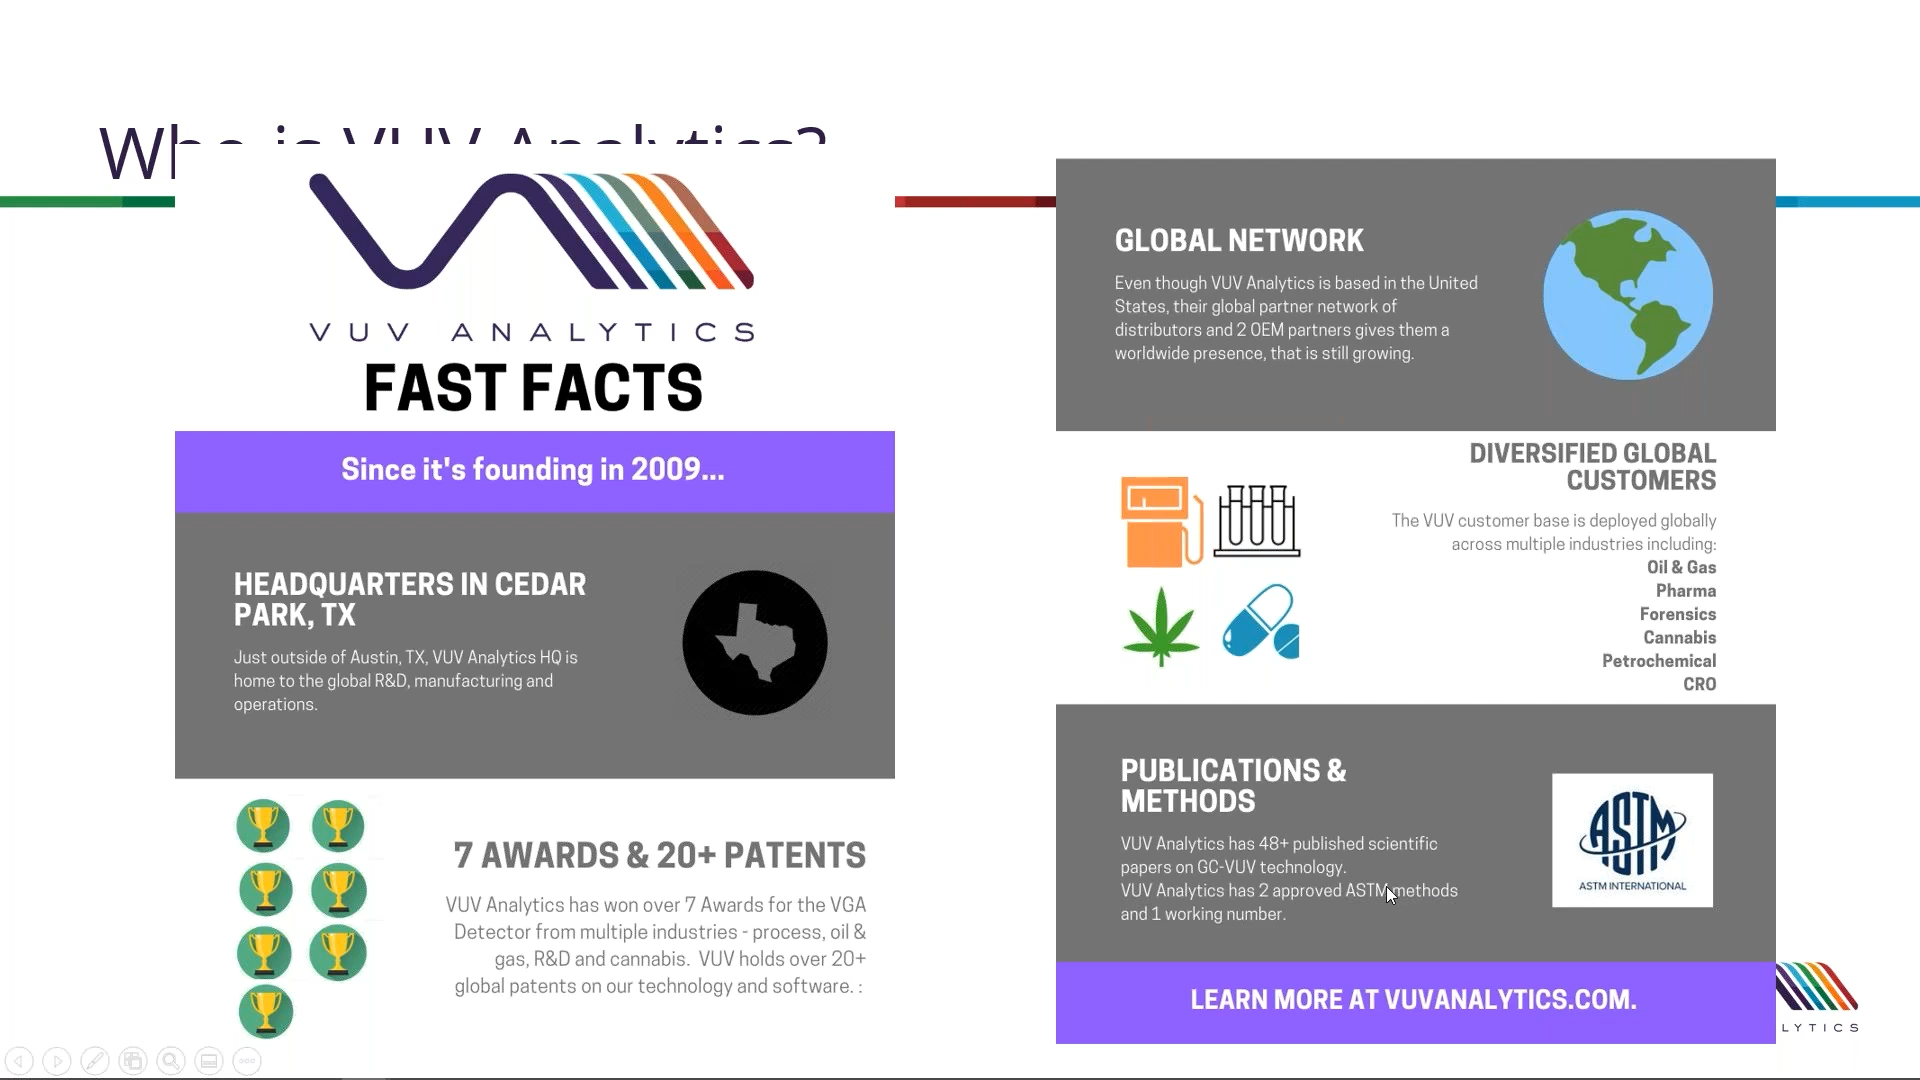 Who is VUV Analytics?
VUV ANALYTICS
FAST FACTS
Since it's founding in 2009...
HEADQUARTERS IN CEDAR
PARK, TX
Just outside of Austin, TX, VUV Analytics HQ is
home to the global R&D, manufacturing and
operations.
7 AWARDS & 20+ PATENTS
VUV Analytics has won over 7 Awards for the VGA
Detector from multiple industries - process, oil &
gas, R&D and cannabis. VUV holds over 20+
global patents on our technology and software. :
GLOBAL NETWORK
Even though VUV Analytics is based in the United
States, their global partner network of
distributors and 2 OEM partners gives them a
worldwide presence, that is still growing.
DIVERSIFIED GLOBAL
CUSTOMERS
The VUV customer base is deployed globally
across multiple industries including:
Oil & Gas
Pharma
Forensics
Cannabis
Petrochemical
CRO
PUBLICATIONS &
METHODS
VUV Analytics has 48+ published scientific
papers on GC-VUV technology.
VUV Analytics has 2 approved ASTM methods
and 1 working number.
ASTM
ASTM INTERNATIONAL
LEARN MORE AT VUVANALYTICS.COM.
LYTICS